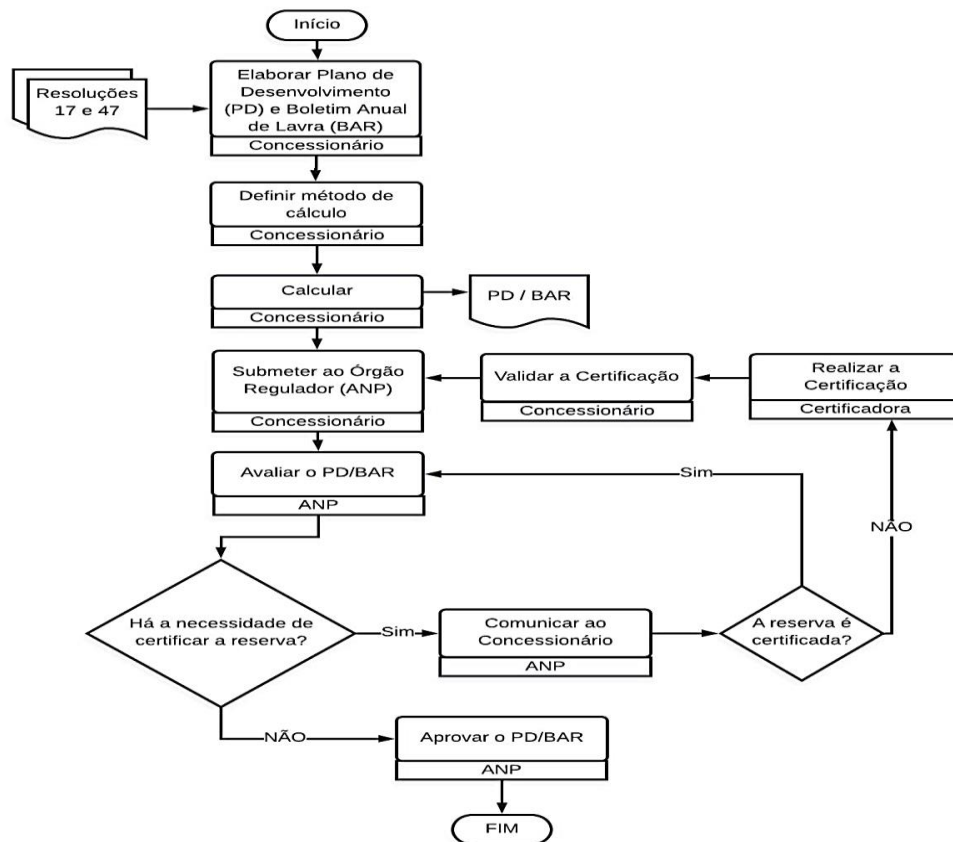 Início
Resoluções
17 e 47
Elaborar Plano de
Desenvolvimento
(PD) e Boletim Anual
de Lavra (BAR)
Concessionário
Definir método de
cálculo
Concessionário
Calcular
Concessionário
PD / BAR
Submeter ao Órgão
Regulador (ANP)
Concessionário
Validar a Certificação
Concessionário
Realizar a
Certificação
Certificadora
Avaliar o PD/BAR
ANP
Sim
NÃO
Há a necessidade de
certificar a reserva?
Sim
Comunicar ao
Concessionário
ANP
A reserva é
certificada?
NÃO
Aprovar o PD/BAR
ANP
FIM